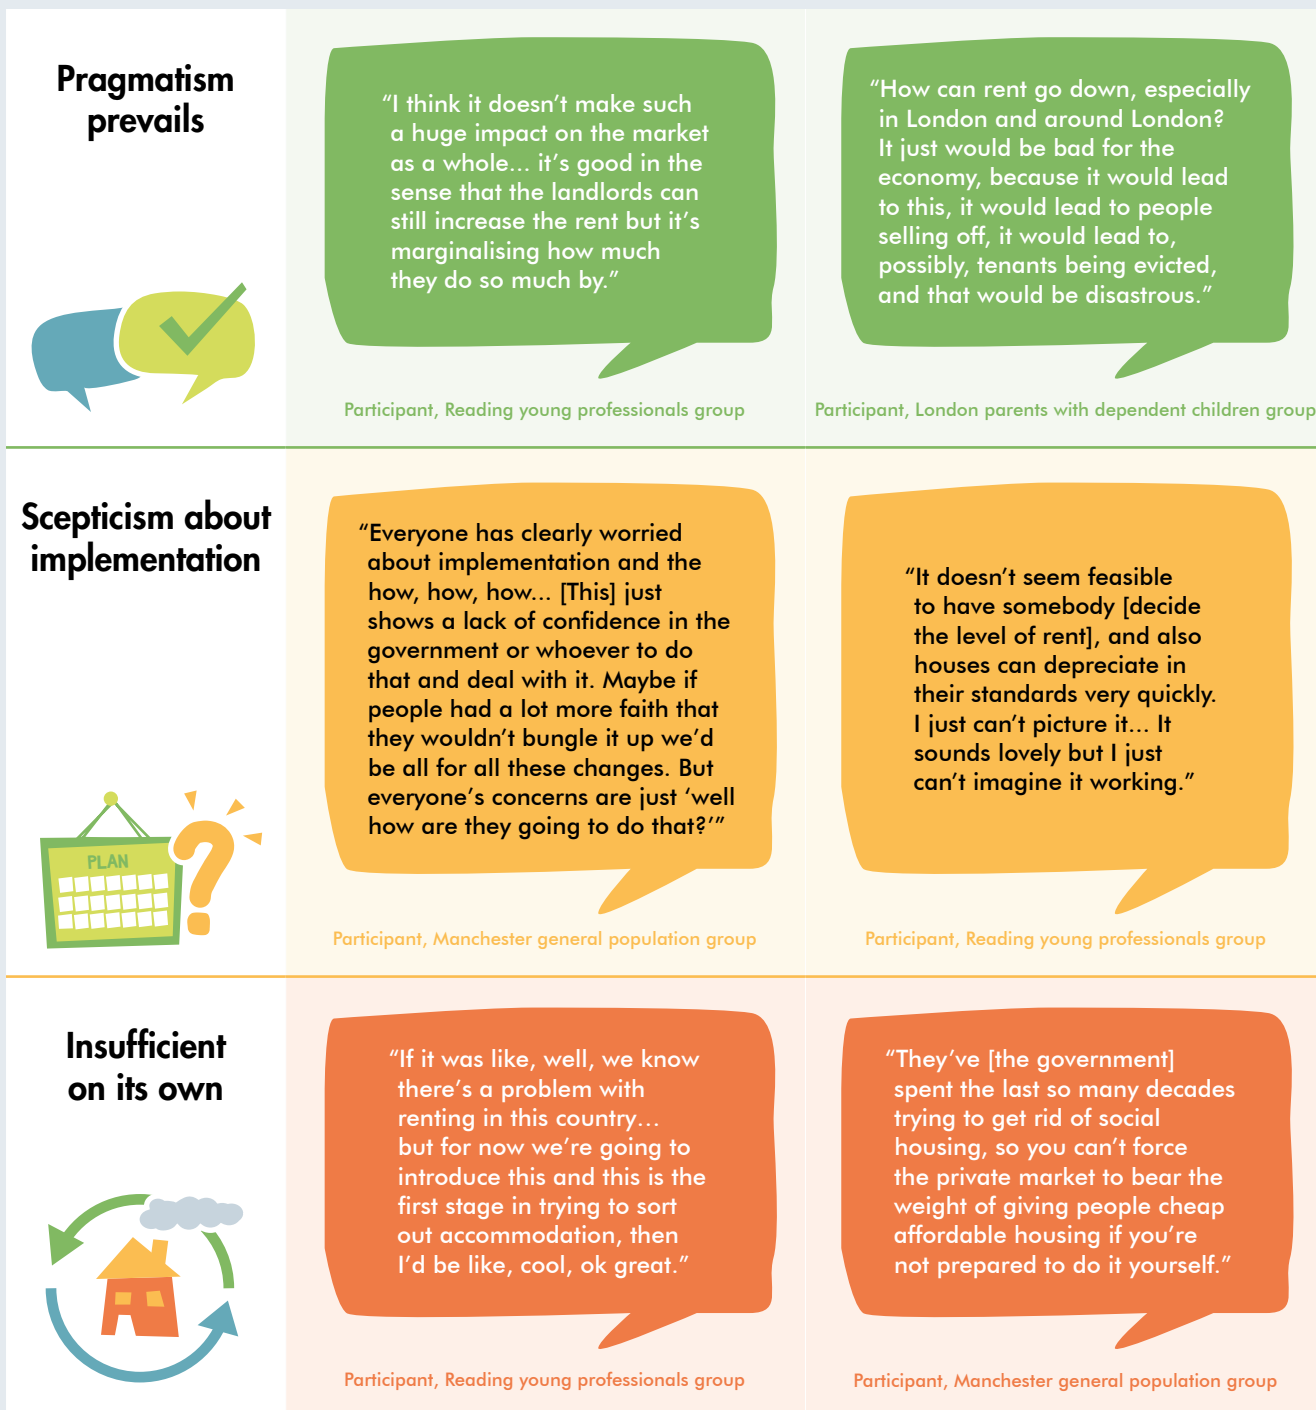 Pragmatism
prevails
“I think it doesn’t make such
a huge impact on the market
as a whole... it’s good in the
sense that the landlords can
still increase the rent but it’s
marginalising how much
they do so much by.”
Participant, Reading young professionals group
“How can rent go down, especially
in London and around London?
It just would be bad for the
economy, because it would lead
to this, it would lead to people
selling off, it would lead to,
possibly, tenants being evicted,
and that would be disastrous.”
Participant, London parents with dependent children group
Scepticism about
implementation
PLAN
“Everyone has clearly worried
about implementation and the
how, how, how... [This] just
shows a lack of confidence in the
government or whoever to do
that and deal with it. Maybe if
people had a lot more faith that
they wouldn’t bungle it up we’d
be all for all these changes. But
everyone’s concerns are just ‘well
how are they going to do that?’”
Participant, Manchester general population group
“It doesn’t seem feasible
to have somebody [decide
the level of rent], and also
houses can depreciate in
their standards very quickly.
I just can’t picture it... It
sounds lovely but I just
can’t imagine it working.”
Participant, Reading young professionals group
Insufficient
on its own
“If it was like, well, we know
there’s a problem with
renting in this country...
but for now we’re going to
introduce this and this is the
first stage in trying to sort
out accommodation, then
I’d be like, cool, ok great.”
Participant, Reading young professionals group
“They’ve [the government]
spent the last so many decades
trying to get rid of social
housing, so you can’t force
the private market to bear the
weight of giving people cheap
affordable housing if you’re
not prepared to do it yourself.”
Participant, Manchester general population group